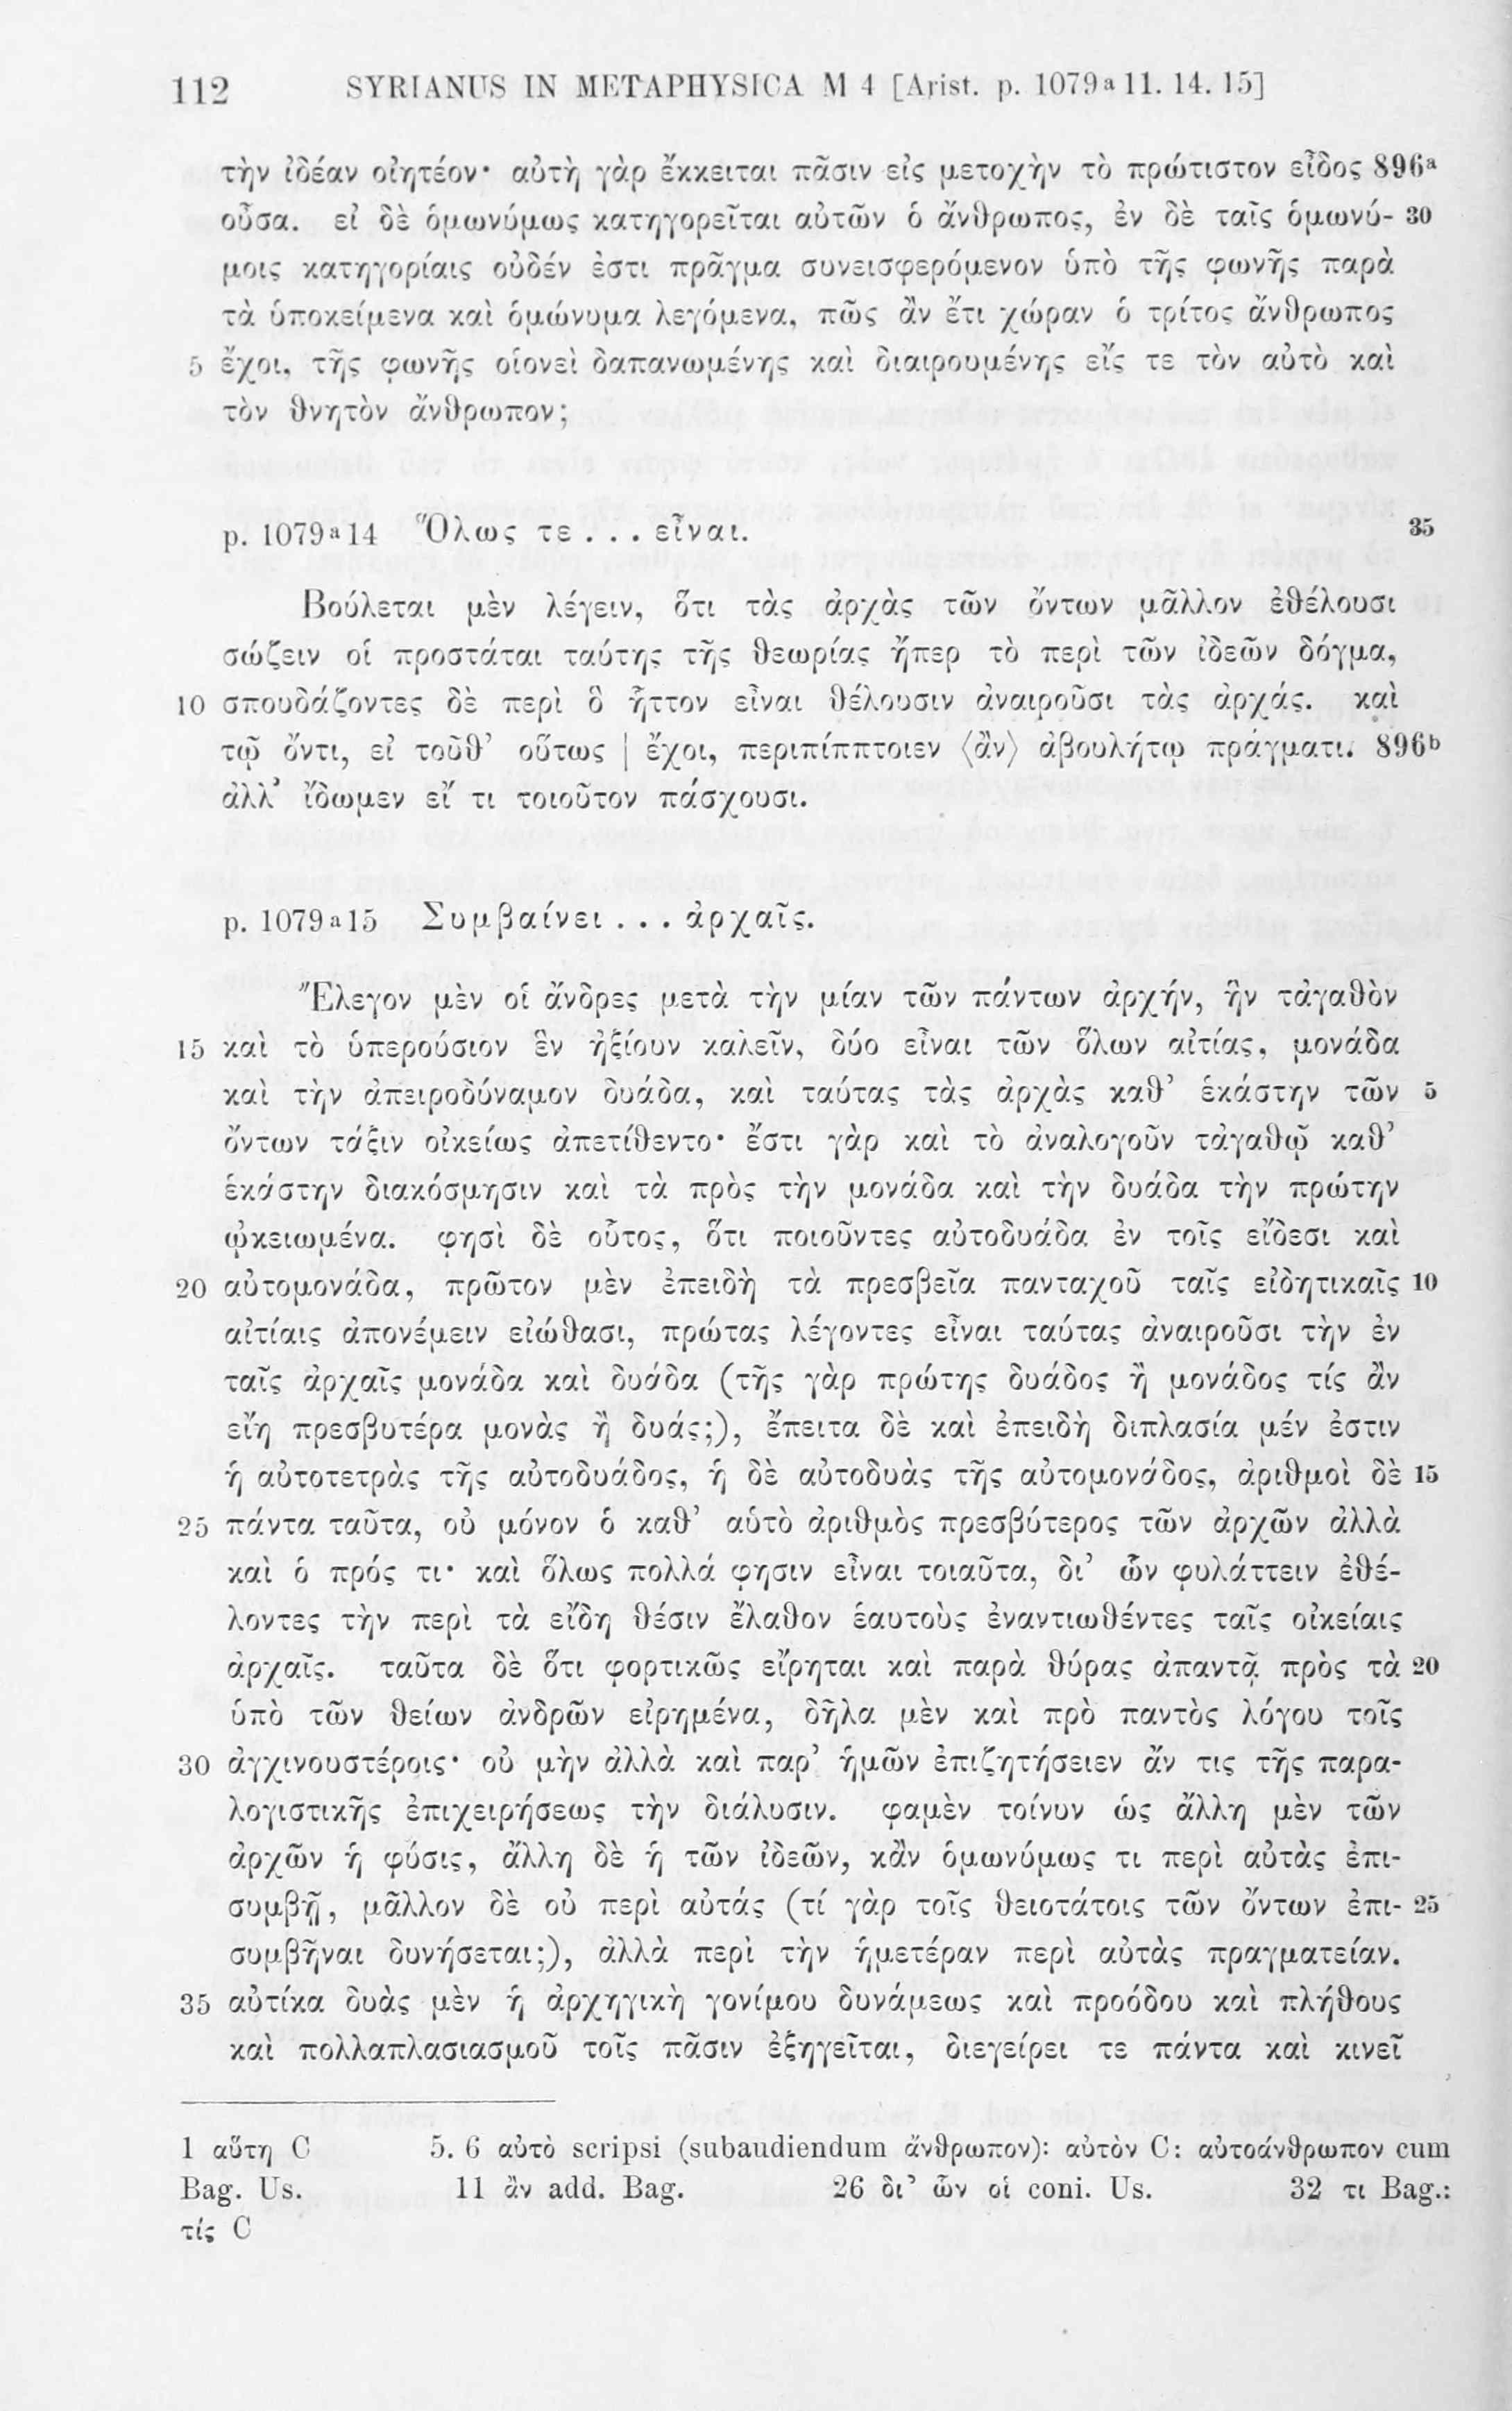 112 SYRIANUS IN METAPHYSICA M 4 [Arist. p. 1079ᵃ11. 14. 15]
τὴν ἰδέαν οἰητέον· αὐτὴ γὰρ ἔκκειται πᾶσιν εἰς μετοχὴν τὸ πρώτιστον εἶδος 896ᵃ
οὖσα. εἰ δὲ ὁμωνύμως κατηγορεῖται αὐτῶν ὁ ἄνθρωπος, ἐν δὲ ταῖς ὁμωνύ- 30
μοις κατηγορίαις οὐδέν ἐστι πρᾶγμα συνεισφερόμενον ὑπὸ τῆς φωνῆς παρὰ
τὰ ὑποκείμενα καὶ ὁμώνυμα λεγόμενα, πῶς ἂν ἔτι χώραν ὁ τρίτος ἄνθρωπος
5 ἔχοι, τῆς φωνῆς οἱονεὶ δαπανωμένης καὶ διαιρουμένης εἴς τε τὸν αὐτὸ καὶ
τὸν θνητὸν ἄνθρωπον;
p. 1079ᵃ14 Ὅλως τε . . . εἶναι. 35
Βούλεται μὲν λέγειν, ὅτι τὰς ἀρχὰς τῶν ὄντων μᾶλλον ἐθέλουσι
σώζειν οἱ προστάται ταύτης τῆς θεωρίας ἤπερ τὸ περὶ τῶν ἰδεῶν δόγμα,
10 σπουδάζοντες δὲ περὶ ὃ ἧττον εἶναι θέλουσιν ἀναιροῦσι τὰς ἀρχάς. καὶ
τῷ ὄντι, εἰ τοῦθ’ οὕτως | ἔχοι, περιπίπτοιεν ⟨ἂν⟩ ἀβουλήτῳ πράγματι. 896ᵇ
ἀλλ’ ἴδωμεν εἴ τι τοιοῦτον πάσχουσι.
p. 1079ᵃ15 Συμβαίνει . . . ἀρχαῖς.
Ἔλεγον μὲν οἱ ἄνδρες μετὰ τὴν μίαν τῶν πάντων ἀρχήν, ἣν τἀγαθὸν
15 καὶ τὸ ὑπερούσιον ἓν ἠξίουν καλεῖν, δύο εἶναι τῶν ὅλων αἰτίας, μονάδα
καὶ τὴν ἀπειροδύναμον δυάδα, καὶ ταύτας τὰς ἀρχὰς καθ’ ἑκάστην τῶν 5
ὄντων τάξιν οἰκείως ἀπετίθεντο· ἔστι γὰρ καὶ τὸ ἀναλογοῦν τἀγαθῷ καθ’
ἑκάστην διακόσμησιν καὶ τὰ πρὸς τὴν μονάδα καὶ τὴν δυάδα τὴν πρώτην
ᾠκειωμένα. φησὶ δὲ οὗτος, ὅτι ποιοῦντες αὐτοδυάδα ἐν τοῖς εἴδεσι καὶ
20 αὐτομονάδα, πρῶτον μὲν ἐπειδὴ τὰ πρεσβεῖα πανταχοῦ ταῖς εἰδητικαῖς 10
αἰτίαις ἀπονέμειν εἰώθασι, πρώτας λέγοντες εἶναι ταύτας ἀναιροῦσι τὴν ἐν
ταῖς ἀρχαῖς μονάδα καὶ δυάδα (τῆς γὰρ πρώτης δυάδος ἢ μονάδος τίς ἂν
εἴη πρεσβυτέρα μονὰς ἢ δυάς;), ἔπειτα δὲ καὶ ἐπειδὴ διπλασία μέν ἐστιν
ἡ αὐτοτετρὰς τῆς αὐτοδυάδος, ἡ δὲ αὐτοδυὰς τῆς αὐτομονάδος, ἀριθμοὶ δὲ 15
25 πάντα ταῦτα, οὐ μόνον ὁ καθ’ αὑτὸ ἀριθμὸς πρεσβύτερος τῶν ἀρχῶν ἀλλὰ
καὶ ὁ πρός τι· καὶ ὅλως πολλά φησιν εἶναι τοιαῦτα, δι’ ὧν φυλάττειν ἐθέ-
λοντες τὴν περὶ τὰ εἴδη θέσιν ἔλαθον ἑαυτοὺς ἐναντιωθέντες ταῖς οἰκείαις
ἀρχαῖς. ταῦτα δὲ ὅτι φορτικῶς εἴρηται καὶ παρὰ θύρας ἀπαντᾷ πρὸς τὰ 20
ὑπὸ τῶν θείων ἀνδρῶν εἰρημένα, δῆλα μὲν καὶ πρὸ παντὸς λόγου τοῖς
30 ἀγχινουστέροις· οὐ μὴν ἀλλὰ καὶ παρ’ ἡμῶν ἐπιζητήσειεν ἄν τις τῆς παρα-
λογιστικῆς ἐπιχειρήσεως τὴν διάλυσιν. φαμὲν τοίνυν ὡς ἄλλη μὲν τῶν
ἀρχῶν ἡ φύσις, ἄλλη δὲ ἡ τῶν ἰδεῶν, κἂν ὁμωνύμως τι περὶ αὐτὰς ἐπι-
συμβῇ, μᾶλλον δὲ οὐ περὶ αὐτάς (τί γὰρ τοῖς θειοτάτοις τῶν ὄντων ἐπι- 25
συμβῆναι δυνήσεται;), ἀλλὰ περὶ τὴν ἡμετέραν περὶ αὐτὰς πραγματείαν.
35 αὐτίκα δυὰς μὲν ἡ ἀρχηγικὴ γονίμου δυνάμεως καὶ προόδου καὶ πλήθους
καὶ πολλαπλασιασμοῦ τοῖς πᾶσιν ἐξηγεῖται, διεγείρει τε πάντα καὶ κινεῖ
1 αὕτη C 5. 6 αὐτὸ scripsi (subaudiendum ἄνθρωπον): αὐτὸν C: αὐτοάνθρωπον cum
Bag. Us. 11 ἂν add. Bag. 26 δι’ ὧν οἱ coni. Us. 32 τι Bag.:
τίς C